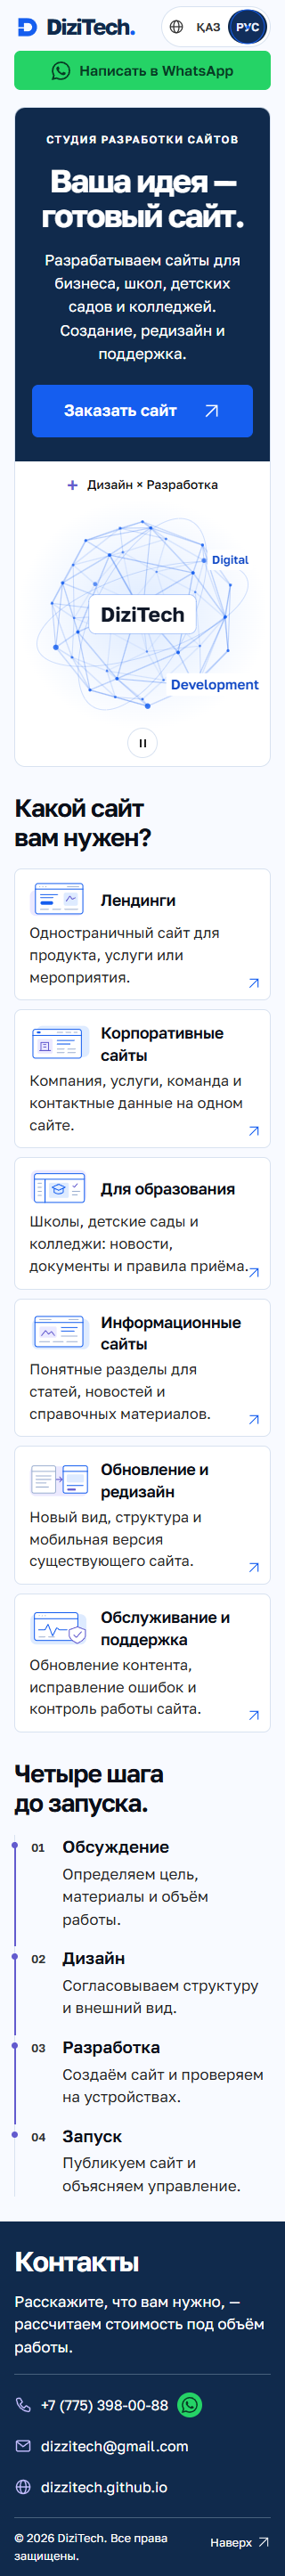 DiziTech.
ҚАЗ
РУС
Написать в WhatsApp
СТУДИЯ РАЗРАБОТКИ САЙТОВ
Ваша идея —
готовый сайт.
Разрабатываем сайты для
бизнеса, школ, детских
садов и колледжей.
Создание, редизайн и
поддержка.
Заказать сайт
Дизайн × Разработка
Digital
DiziTech
Development
Какой сайт
вам нужен?
Лендинги
Одностраничный сайт для
продукта, услуги или
мероприятия.
Корпоративные
сайты
Компания, услуги, команда и
контактные данные на одном
сайте.
Для образования
Школы, детские сады и
колледжи: новости,
документы и правила приёма.
Информационные
сайты
Понятные разделы для
статей, новостей и
справочных материалов.
Обновление и
редизайн
Новый вид, структура и
мобильная версия
существующего сайта.
Обслуживание и
поддержка
Обновление контента,
исправление ошибок и
контроль работы сайта.
Четыре шага
до запуска.
01 Обсуждение
Определяем цель,
материалы и объём
работы.
02 Дизайн
Согласовываем структуру
и внешний вид.
03 Разработка
Создаём сайт и проверяем
на устройствах.
04 Запуск
Публикуем сайт и
объясняем управление.
Контакты
Расскажите, что вам нужно, —
рассчитаем стоимость под объём
работы.
+7 (775) 398-00-88
dizzitech@gmail.com
dizzitech.github.io
© 2026 DiziTech. Все права
защищены.
Наверх